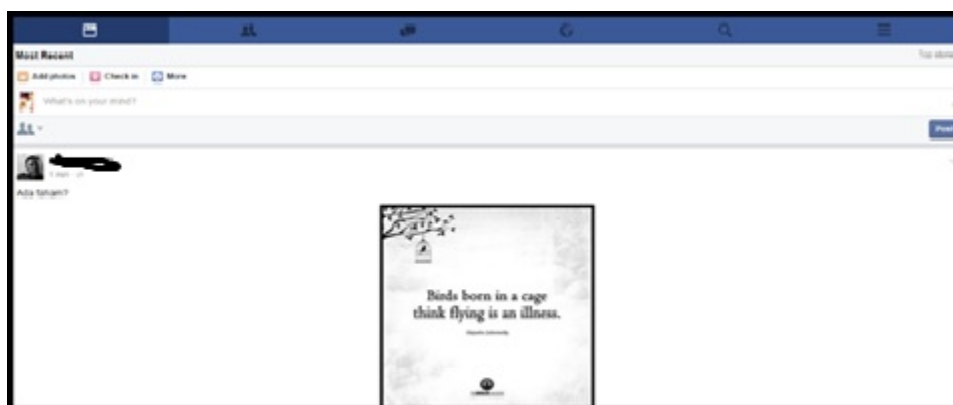 Most Recent
Add photos Check in More
What's on your mind?
Post
Ada faham?
Birds born in a cage
think flying is an illness.